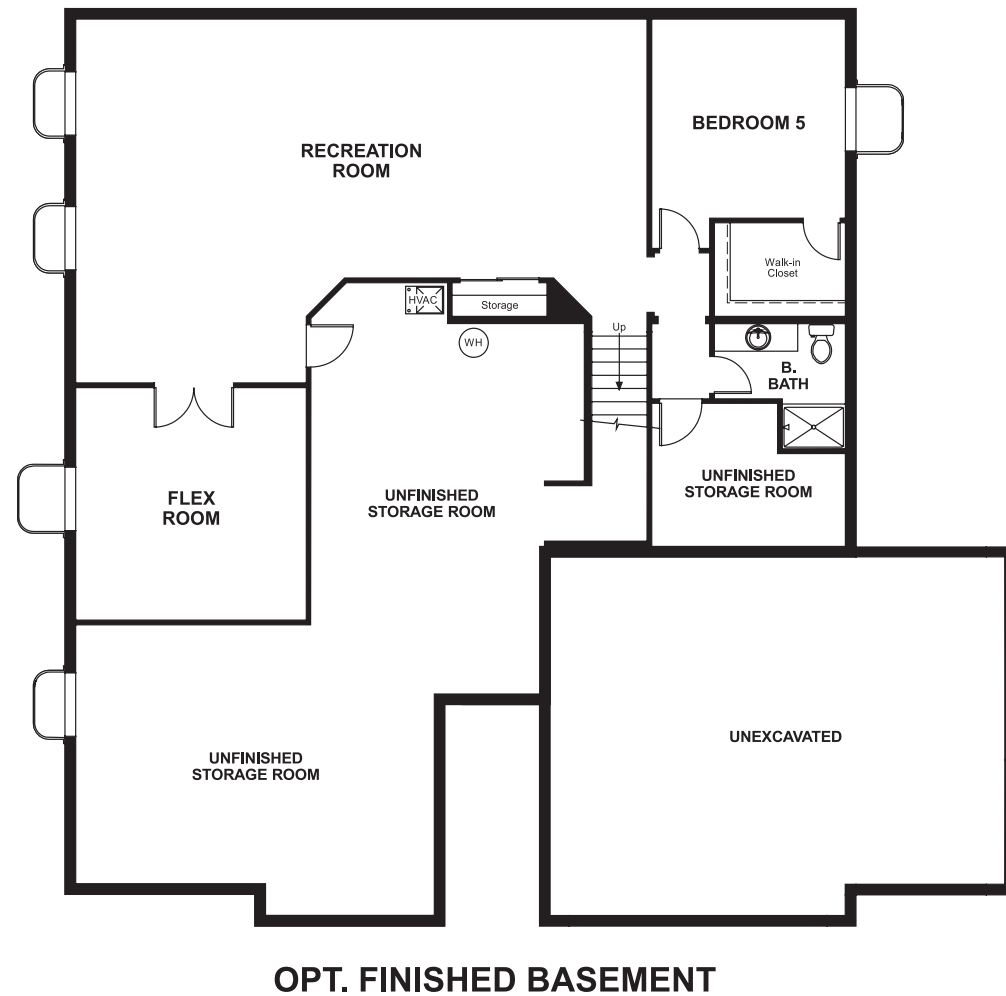 RECREATION
ROOM
BEDROOM 5
Walk-in
Closet
HVAC
Storage
WH
Up
B.
BATH
FLEX
ROOM
UNFINISHED
STORAGE ROOM
UNFINISHED
STORAGE ROOM
UNFINISHED
STORAGE ROOM
UNEXCAVATED
OPT. FINISHED BASEMENT